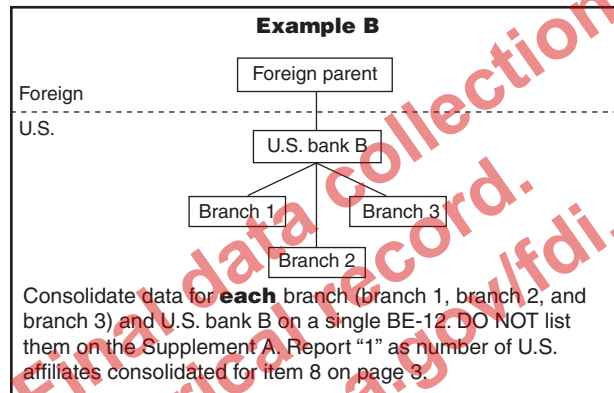 Example B
Foreign parent
Foreign
U.S.
U.S. bank B
Branch 1
Branch 3
Branch 2
Consolidate data for each branch (branch 1, branch 2, and
branch 3) and U.S. bank B on a single BE-12. DO NOT list
them on the Supplement A. Report “1” as number of U.S.
affiliates consolidated for item 8 on page 3.
Final data collection
record.
gov/fdi.